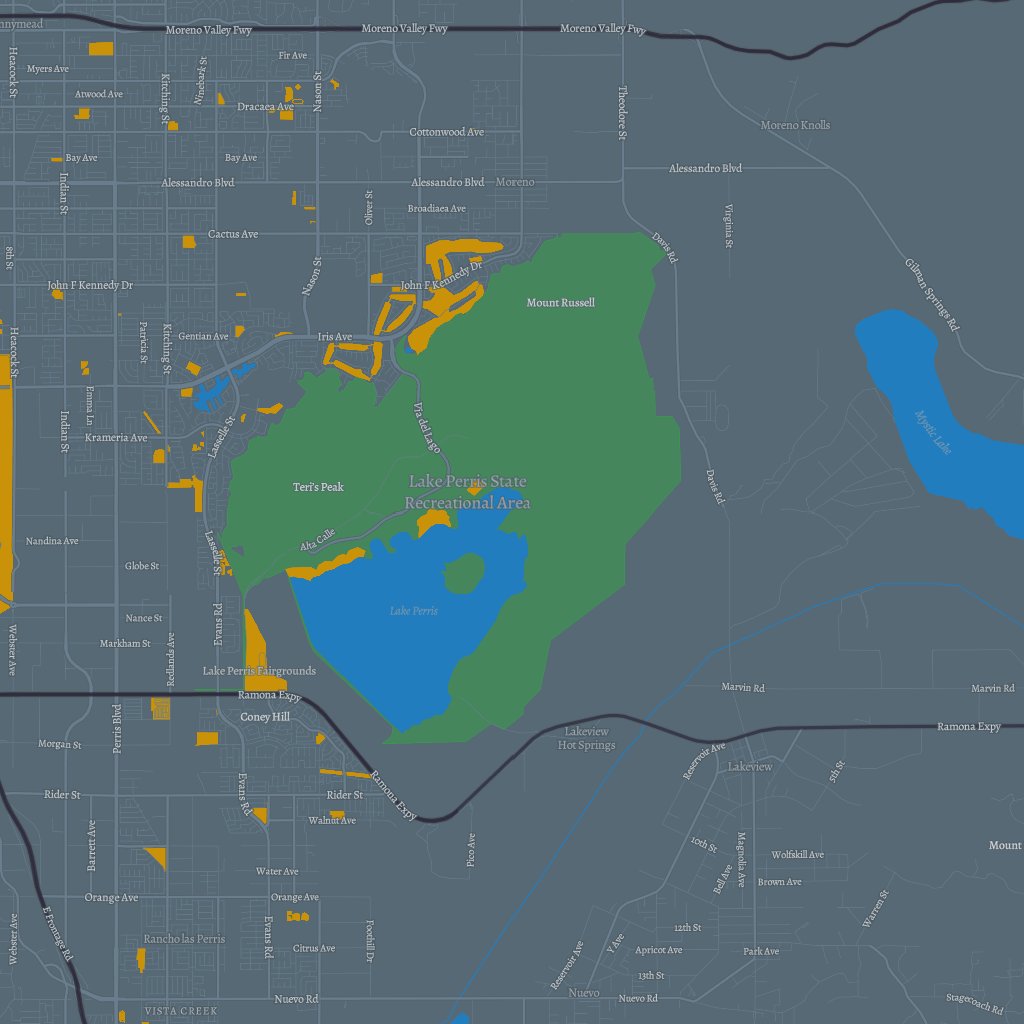 nnymead
Moreno Valley Fwy
Moreno Valley Fwy
Moreno Valley Fwy
Heacock St
Myers Ave
Fir Ave
Atwood Ave
Kitching St
Nason St
Dracaea Ave
Theodore St
Cottonwood Ave
Moreno Knolls
Bay Ave
Bay Ave
Alessandro Blvd
Indian St
Alessandro Blvd
Alessandro Blvd
Moreno
Oliver St
Broadiaea Ave
Virginia St
Cactus Ave
8th St
Davis Rd
Nason St
John F Kennedy Dr
John F Kennedy Dr
Gilman Springs Rd
Mount Russell
Heacock St
Patricia St
Kitching St
Gentian Ave
Iris Ave
Emma Ln
Indian St
Krameria Ave
Lasselle St
Via del Lago
Mystic Lake
Teri's Peak
Lake Perris State
Recreational Area
Davis Rd
Nandina Ave
Alta Calle
Lasselle St
Globe St
Lake Perris
Nance St
Evans Rd
Webster Ave
Markham St
Redlands Ave
Lake Perris Fairgrounds
Ramona Expy
Marvin Rd
Marvin Rd
Perris Blvd
Coney Hill
Ramona Expy
Lakeview
Hot Springs
Morgan St
Reservoir Ave
Lakeview
5th St
Rider St
Evans Rd
Rider St
Ramona Expy
Walnut Ave
Barrett Ave
Pico Ave
10th St
Magnolia Ave
Mount
Wolfskill Ave
Water Ave
Bell Ave
Brown Ave
Orange Ave
Orange Ave
Warren St
Webster Ave
E Frontage Rd
Rancho las Perris
Evans Rd
Citrus Ave
Foothill Dr
12th St
Y Ave
Apricot Ave
Park Ave
Reservoir Ave
13th St
Nuevo
Nuevo Rd
Nuevo Rd
Stagecoach Rd
VISTA CREEK